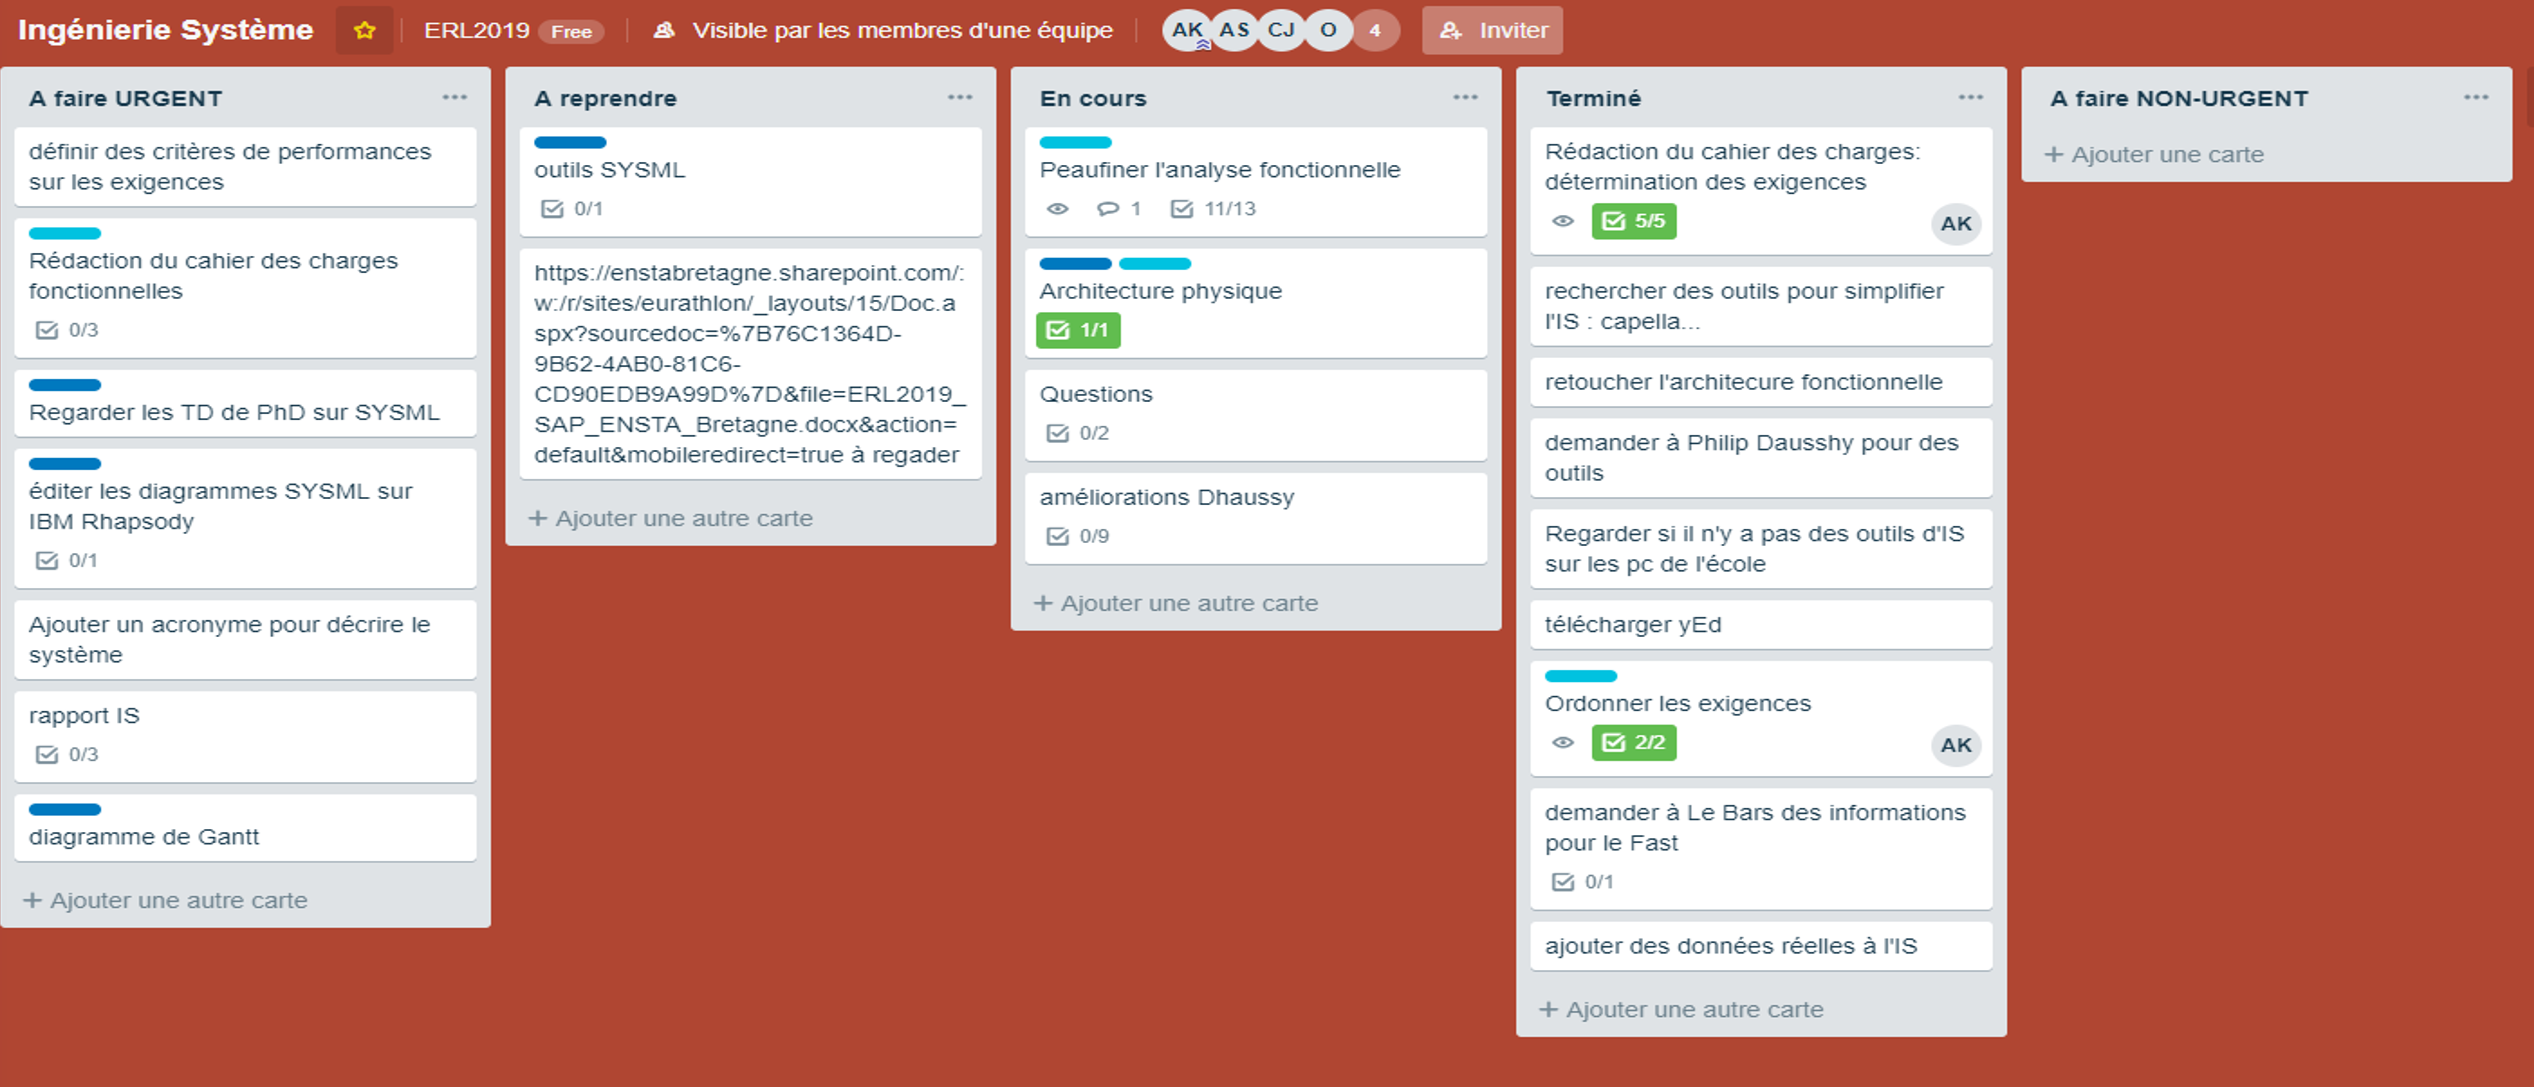 Ingénierie Système
ERL2019 Free
Visible par les membres d'une équipe
AK AS CJ O 4
Inviter
A faire URGENT
définir des critères de performances
sur les exigences
Rédaction du cahier des charges
fonctionnelles
0/3
Regarder les TD de PhD sur SYSML
éditer les diagrammes SYSML sur
IBM Rhapsody
0/1
Ajouter un acronyme pour décrire le
système
rapport IS
0/3
diagramme de Gantt
+ Ajouter une autre carte
A reprendre
outils SYSML
0/1
https://enstabretagne.sharepoint.com/:
w:/r/sites/eurathlon/_layouts/15/Doc.a
spx?sourcedoc=%7B76C1364D-
9B62-4AB0-81C6-
CD90EDB9A99D%7D&file=ERL2019_
SAP_ENSTA_Bretagne.docx&action=
default&mobileredirect=true à regader
+ Ajouter une autre carte
En cours
Peaufiner l'analyse fonctionnelle
1 11/13
Architecture physique
1/1
Questions
0/2
améliorations Dhaussy
0/9
+ Ajouter une autre carte
Terminé
Rédaction du cahier des charges:
détermination des exigences
5/5
AK
rechercher des outils pour simplifier
l'IS : capella...
retoucher l'architecure fonctionnelle
demander à Philip Dausshy pour des
outils
Regarder si il n'y a pas des outils d'IS
sur les pc de l'école
télécharger yEd
Ordonner les exigences
2/2
AK
demander à Le Bars des informations
pour le Fast
0/1
ajouter des données réelles à l'IS
+ Ajouter une autre carte
A faire NON-URGENT
+ Ajouter une carte